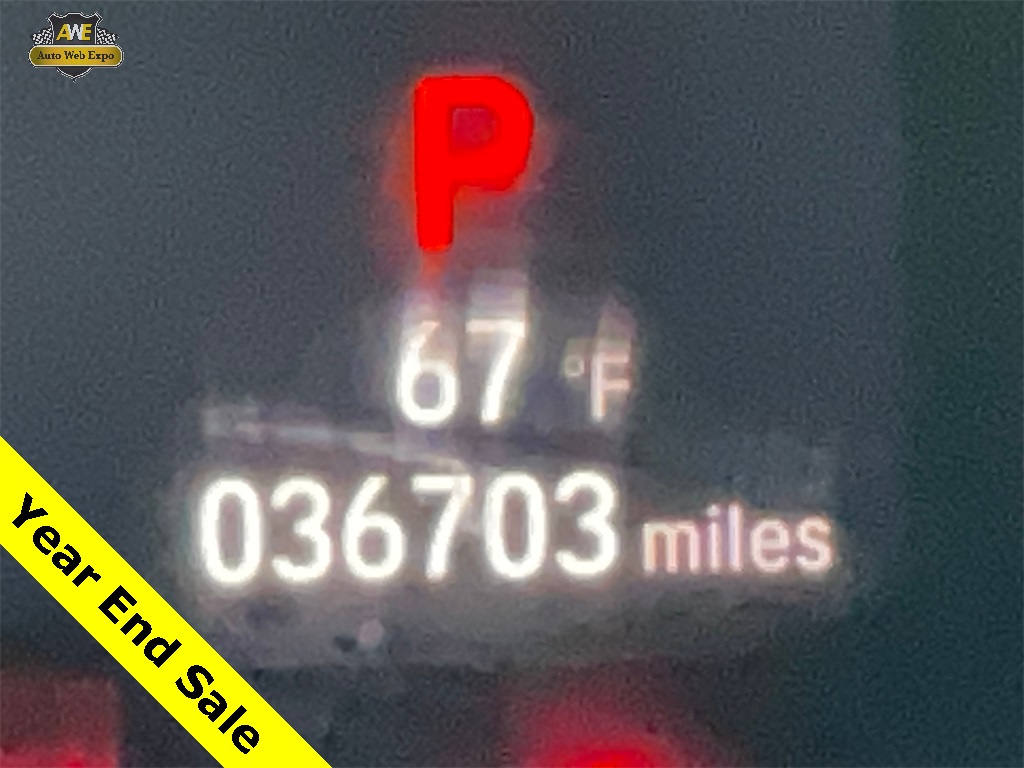 AWE
Auto Web Expo
P
67 °F
036703 miles
Year End Sale